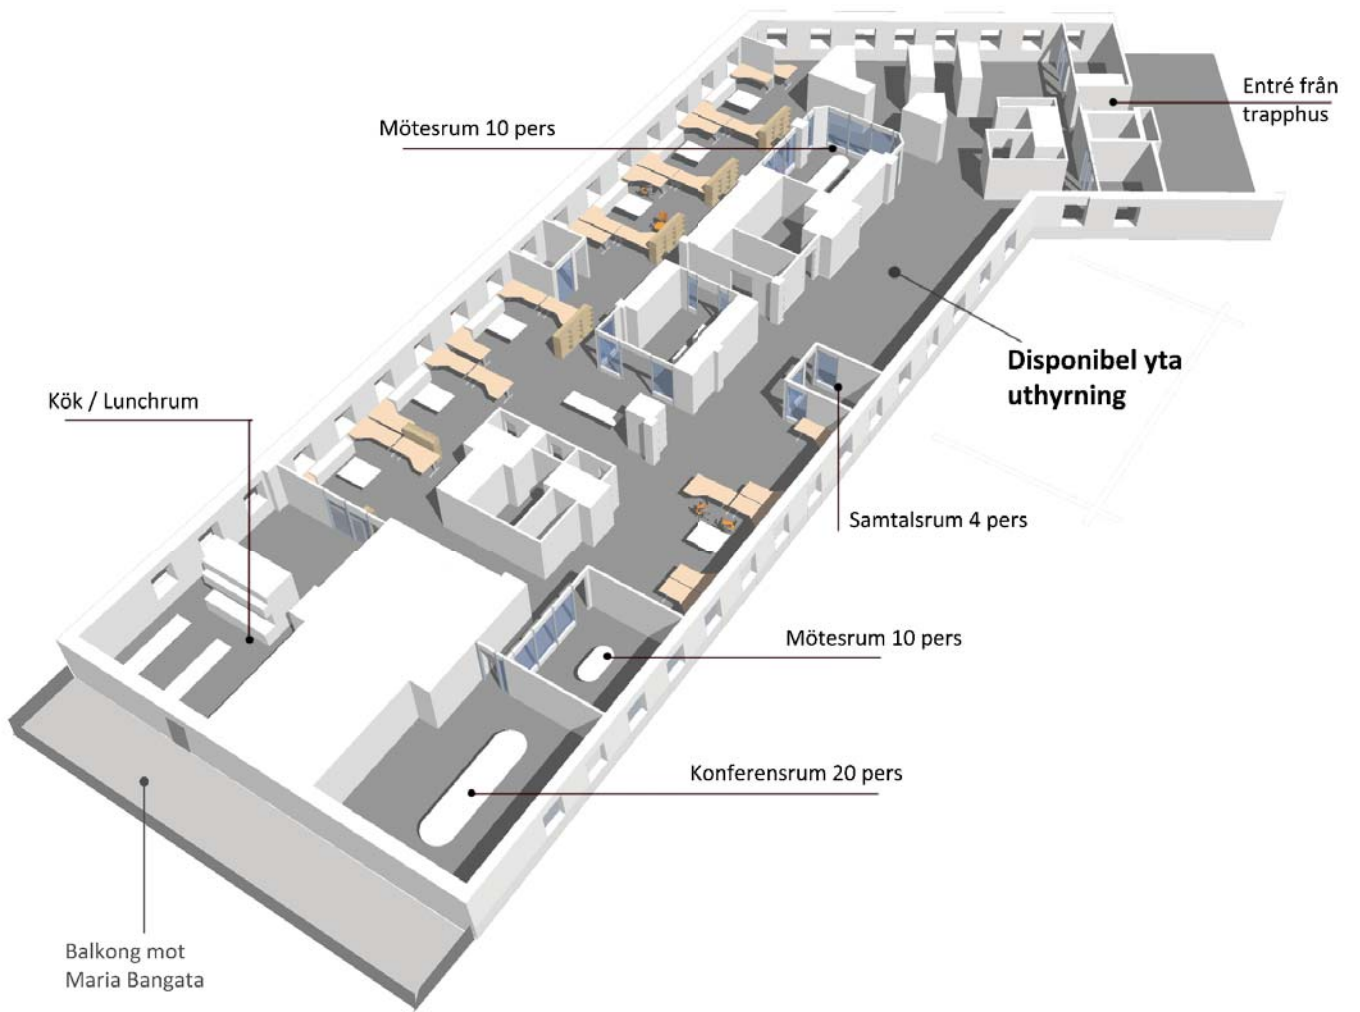 Entré från
trapphus
Mötesrum 10 pers
Disponibel yta
uthyrning
Kök / Lunchrum
Samtalsrum 4 pers
Mötesrum 10 pers
Konferensrum 20 pers
Balkong mot
Maria Bangata